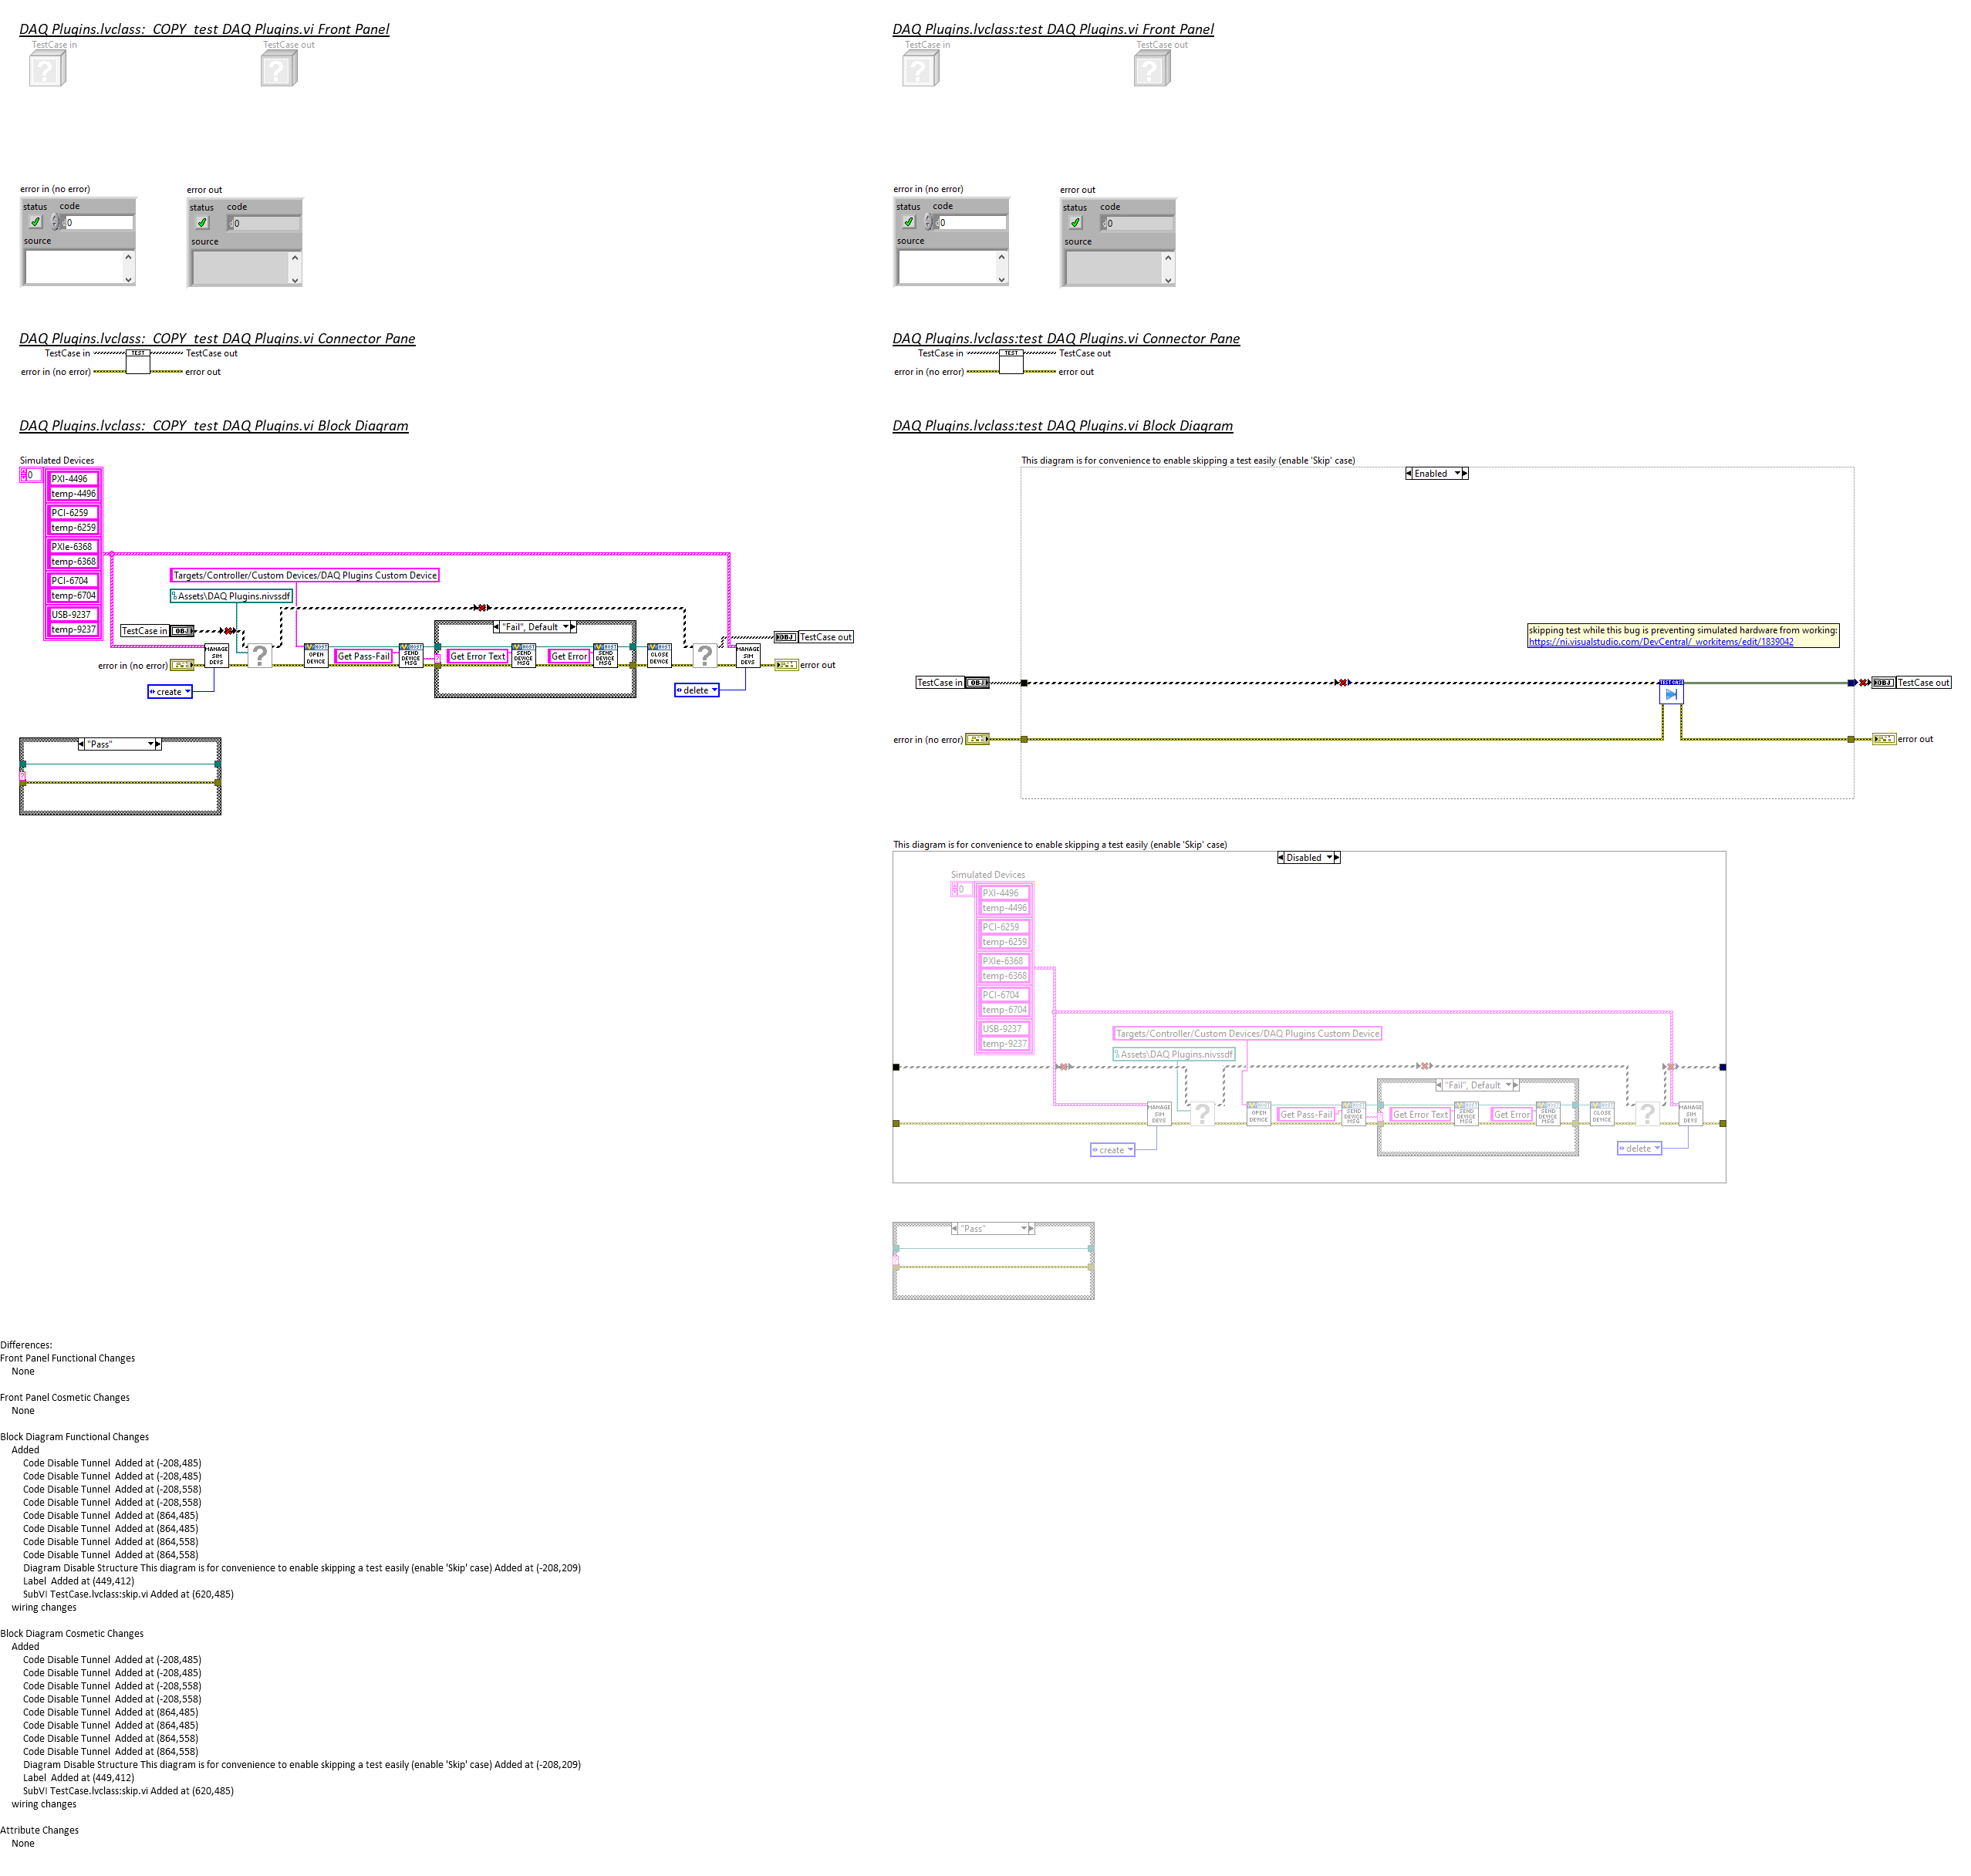 DAQ Plugins.lvclass:  COPY  test DAQ Plugins.vi Front Panel
TestCase in
TestCase out
error in (no error)
status
code
0
source
error out
status
code
0
source
DAQ Plugins.lvclass:  COPY  test DAQ Plugins.vi Connector Pane
TestCase in
TEST
TestCase out
error in (no error)
error out
DAQ Plugins.lvclass:  COPY  test DAQ Plugins.vi Block Diagram
Simulated Devices
0
PXI-4496
temp-4496
PCI-6259
temp-6259
PXIe-6368
temp-6368
PCI-6704
temp-6704
USB-9237
temp-9237
Targets/Controller/Custom Devices/DAQ Plugins Custom Device
Assets\DAQ Plugins.nivssdf
"Fail", Default
TestCase in
OBJ
MANAGE
SIM
DEVS
?
OPEN
DEVICE
Get Pass-Fail
SEND
DEVICE
MSG
Get Error Text
SEND
DEVICE
MSG
Get Error
SEND
DEVICE
MSG
CLOSE
DEVICE
?
MANAGE
SIM
DEVS
OBJ
TestCase out
error in (no error)
error out
create
delete
"Pass"
DAQ Plugins.lvclass:test DAQ Plugins.vi Front Panel
TestCase in
TestCase out
error in (no error)
status
code
0
source
error out
status
code
0
source
DAQ Plugins.lvclass:test DAQ Plugins.vi Connector Pane
TestCase in
TEST
TestCase out
error in (no error)
error out
DAQ Plugins.lvclass:test DAQ Plugins.vi Block Diagram
This diagram is for convenience to enable skipping a test easily (enable 'Skip' case)
Enabled
skipping test while this bug is preventing simulated hardware from working:
https://ni.visualstudio.com/DevCentral/_workitems/edit/1839042
TestCase in
OBJ
OBJ
TestCase out
error in (no error)
error out
This diagram is for convenience to enable skipping a test easily (enable 'Skip' case)
Disabled
Simulated Devices
0
PXI-4496
temp-4496
PCI-6259
temp-6259
PXIe-6368
temp-6368
PCI-6704
temp-6704
USB-9237
temp-9237
Targets/Controller/Custom Devices/DAQ Plugins Custom Device
Assets\DAQ Plugins.nivssdf
"Fail", Default
MANAGE
SIM
DEVS
?
OPEN
DEVICE
Get Pass-Fail
SEND
DEVICE
MSG
Get Error Text
SEND
DEVICE
MSG
Get Error
SEND
DEVICE
MSG
CLOSE
DEVICE
?
MANAGE
SIM
DEVS
create
delete
"Pass"
Differences:
Front Panel Functional Changes
None
Front Panel Cosmetic Changes
None
Block Diagram Functional Changes
Added
Code Disable Tunnel  Added at (-208,485)
Code Disable Tunnel  Added at (-208,485)
Code Disable Tunnel  Added at (-208,558)
Code Disable Tunnel  Added at (-208,558)
Code Disable Tunnel  Added at (864,485)
Code Disable Tunnel  Added at (864,485)
Code Disable Tunnel  Added at (864,558)
Code Disable Tunnel  Added at (864,558)
Diagram Disable Structure This diagram is for convenience to enable skipping a test easily (enable 'Skip' case) Added at (-208,209)
Label  Added at (449,412)
SubVI TestCase.lvclass:skip.vi Added at (620,485)
wiring changes
Block Diagram Cosmetic Changes
Added
Code Disable Tunnel  Added at (-208,485)
Code Disable Tunnel  Added at (-208,485)
Code Disable Tunnel  Added at (-208,558)
Code Disable Tunnel  Added at (-208,558)
Code Disable Tunnel  Added at (864,485)
Code Disable Tunnel  Added at (864,485)
Code Disable Tunnel  Added at (864,558)
Code Disable Tunnel  Added at (864,558)
Diagram Disable Structure This diagram is for convenience to enable skipping a test easily (enable 'Skip' case) Added at (-208,209)
Label  Added at (449,412)
SubVI TestCase.lvclass:skip.vi Added at (620,485)
wiring changes
Attribute Changes
None